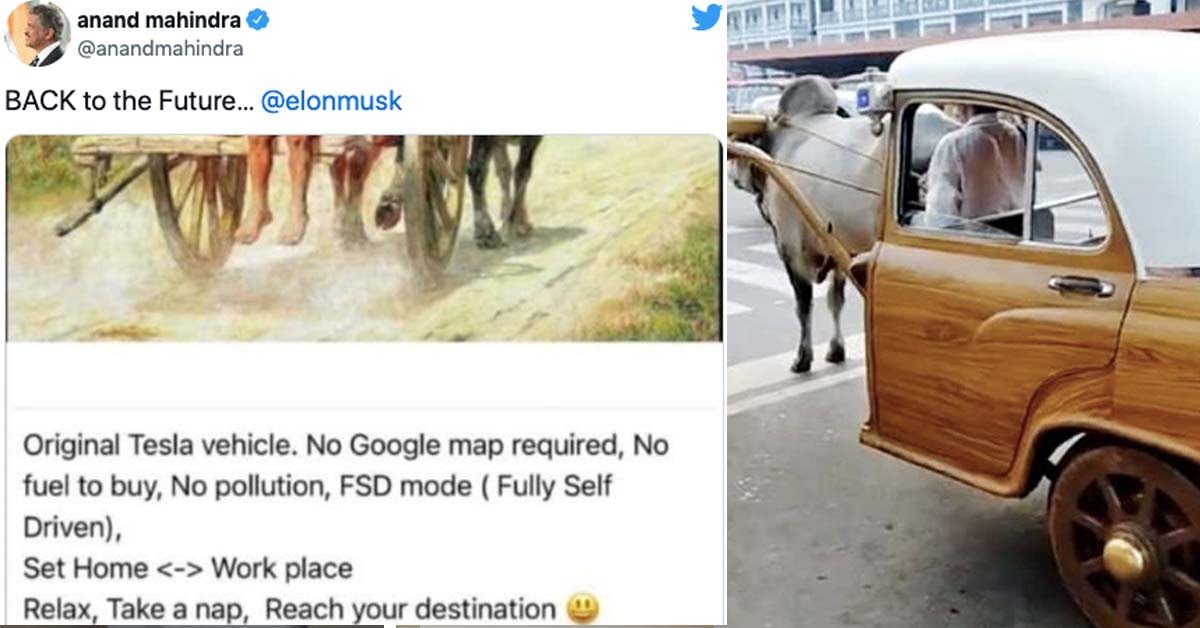 anand mahindra
@anandmahindra
BACK to the Future... @elonmusk
Original Tesla vehicle. No Google map required, No
fuel to buy, No pollution, FSD mode ( Fully Self
Driven),
Set Home <-> Work place
Relax, Take a nap, Reach your destination 😃